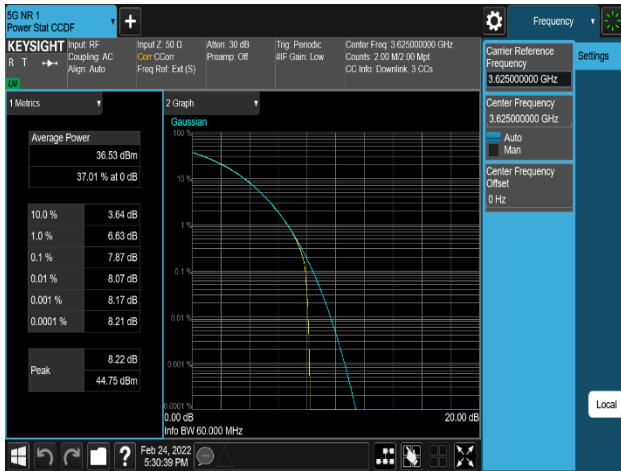 5G NR 1
Power Stat CCDF
Frequency
KEYSIGHT
R T
Input: RF
Coupling: AC
Align: Auto
Input Z: 50 Ω
Corr CCorr
Freq Ref: Ext (S)
Atten: 30 dB
Preamp: Off
Trig: Periodic
#IF Gain: Low
Center Freq: 3.625000000 GHz
Counts: 2.00 M/2.00 Mpt
CC Info: Downlink, 3 CCs
Carrier Reference
Frequency
3.625000000 GHz
Settings
Center Frequency
3.625000000 GHz
Auto
Man
Center Frequency
Offset
0 Hz
Local
1 Metrics
Average Power
36.53 dBm
37.01 % at 0 dB
10.0 % 3.64 dB
1.0 % 6.63 dB
0.1 % 7.87 dB
0.01 % 8.07 dB
0.001 % 8.17 dB
0.0001 % 8.21 dB
Peak 8.22 dB
44.75 dBm
2 Graph
Gaussian
100 %
10 %
1 %
0.1 %
0.01 %
0.001 %
0.0001 %
0.00 dB 20.00 dB
Info BW 60.000 MHz
?
Feb 24, 2022
5:30:39 PM